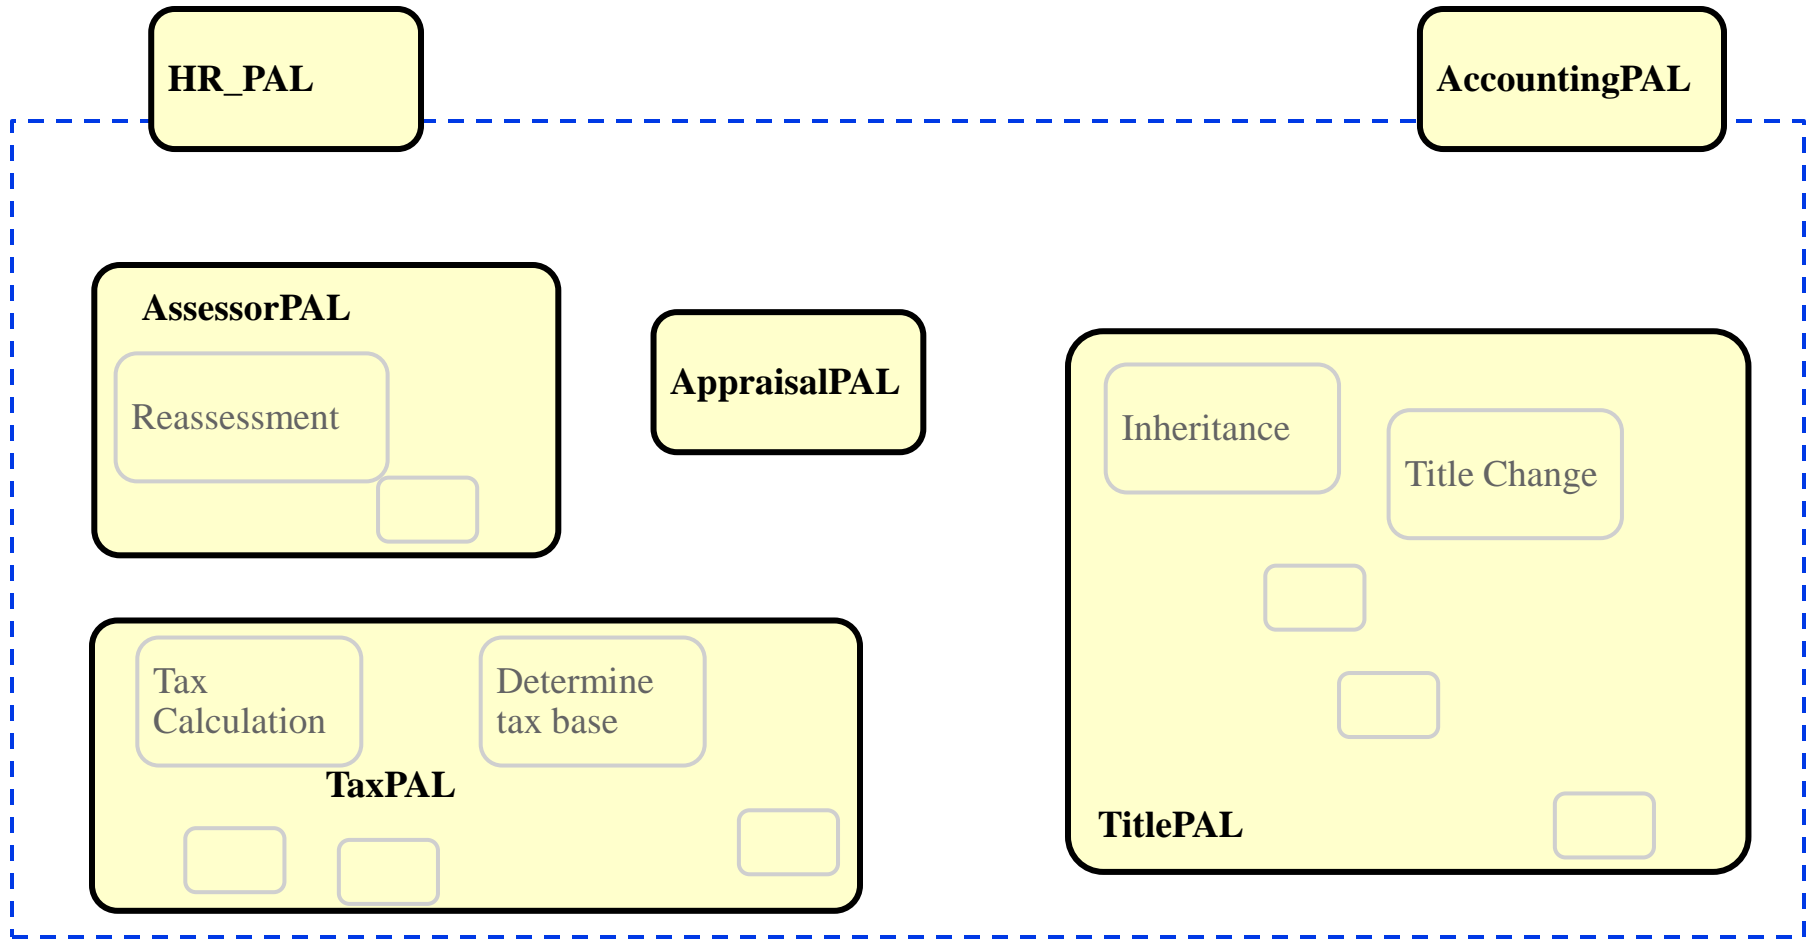 HR_PAL
AccountingPAL
AssessorPAL
Reassessment
AppraisalPAL
Inheritance
Title Change
Tax
Calculation
Determine
tax base
TaxPAL
TitlePAL